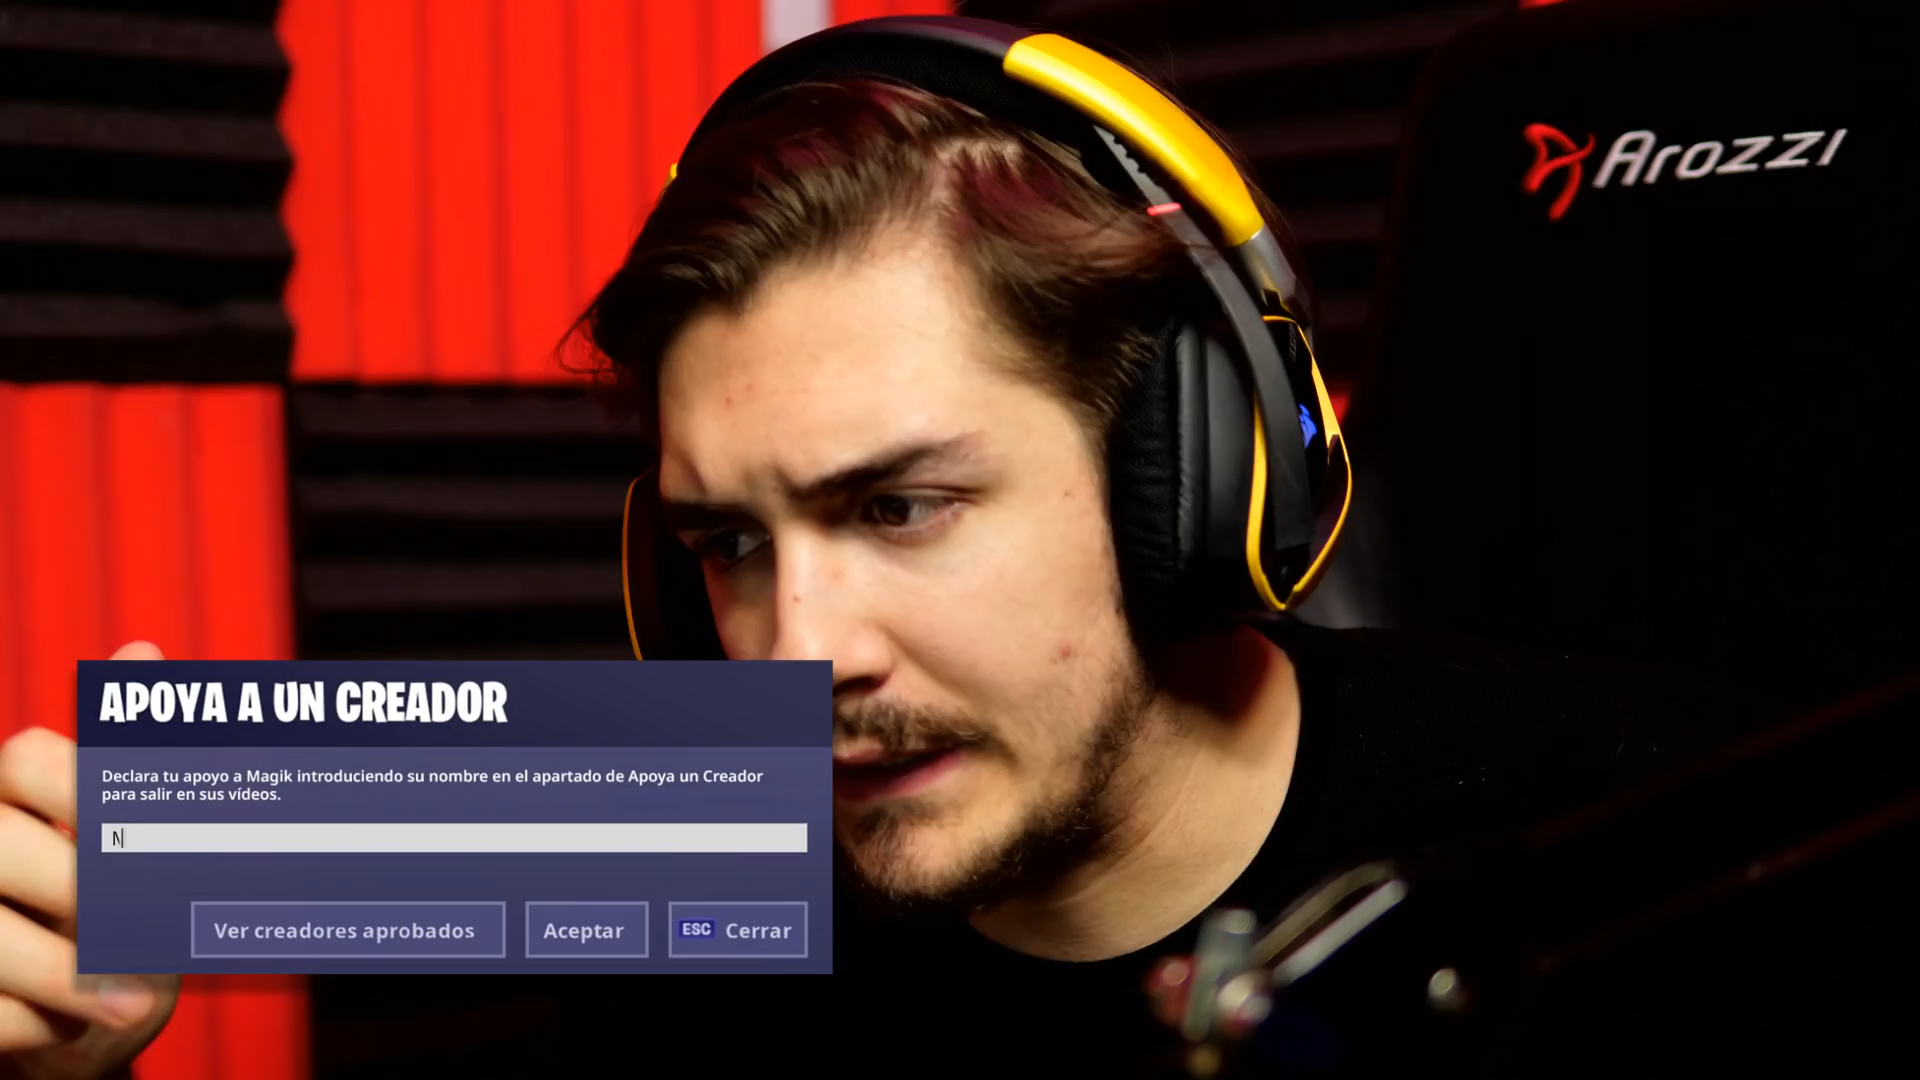 Arozzi
APOYA A UN CREADOR
Declara tu apoyo a Magik introduciendo su nombre en el apartado de Apoya un Creador
para salir en sus vídeos.
N
Ver creadores aprobados
Aceptar
ESC Cerrar